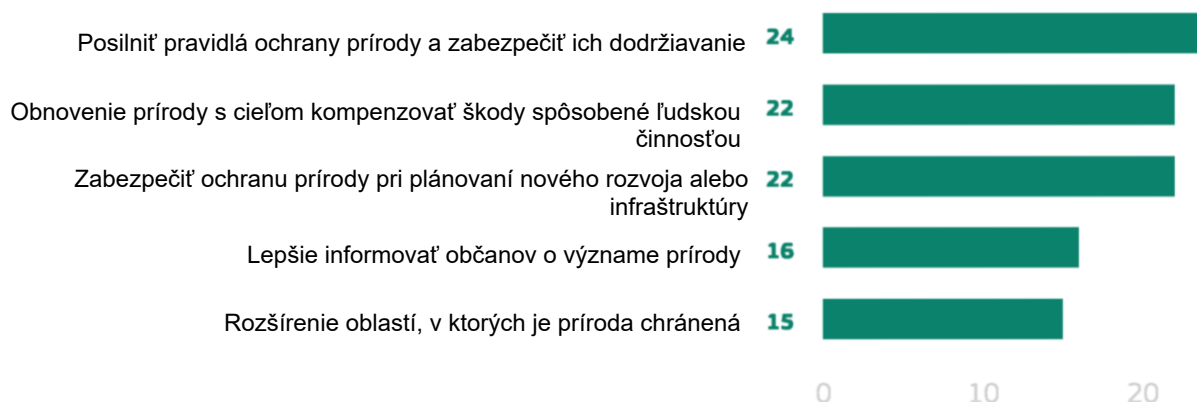 Posilniť pravidlá ochrany prírody a zabezpečiť ich dodržiavanie 24
Obnovenie prírody s cieľom kompenzovať škody spôsobené ľudskou 22
činnosťou
Zabezpečiť ochranu prírody pri plánovaní nového rozvoja alebo 22
infraštruktúry
Lepšie informovať občanov o význame prírody 16
Rozšírenie oblastí, v ktorých je príroda chránená 15
0 10 20